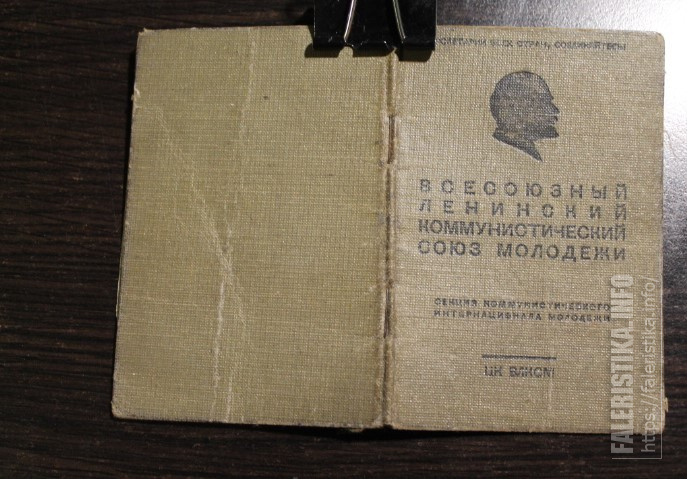 ПРОЛЕТАРИИ ВСЕХ СТРАН, СОЕДИНЯЙТЕСЬ!
ВСЕСОЮЗНЫЙ
ЛЕНИНСКИЙ
КОММУНИСТИЧЕСКИЙ
СОЮЗ МОЛОДЕЖИ
СЕКЦИЯ КОММУНИСТИЧЕСКОГО
ИНТЕРНАЦИОНАЛА МОЛОДЕЖИ
ЦК ВЛКСМ
FALERISTIKA.INFO
https://faleristika.info/